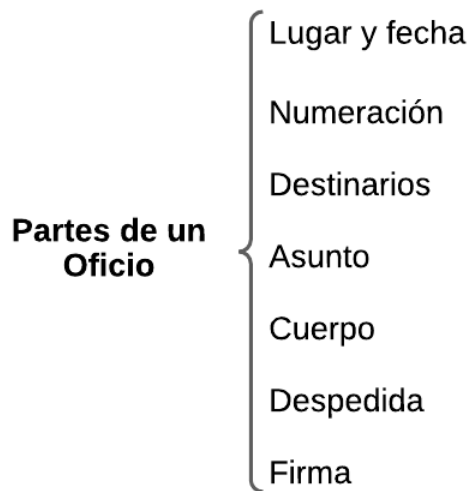 Partes de un
Oficio
Lugar y fecha
Numeración
Destinarios
Asunto
Cuerpo
Despedida
Firma